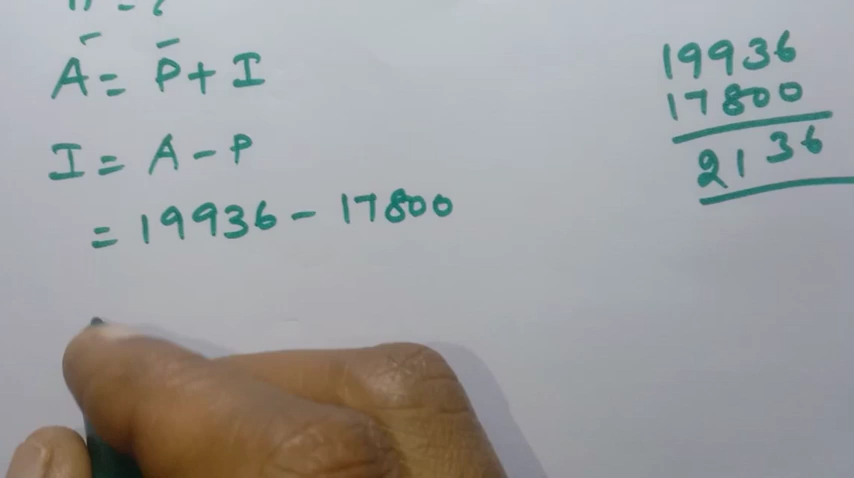 A = P + I
I = A - P
= 19936 - 17800
19936
17800
2136